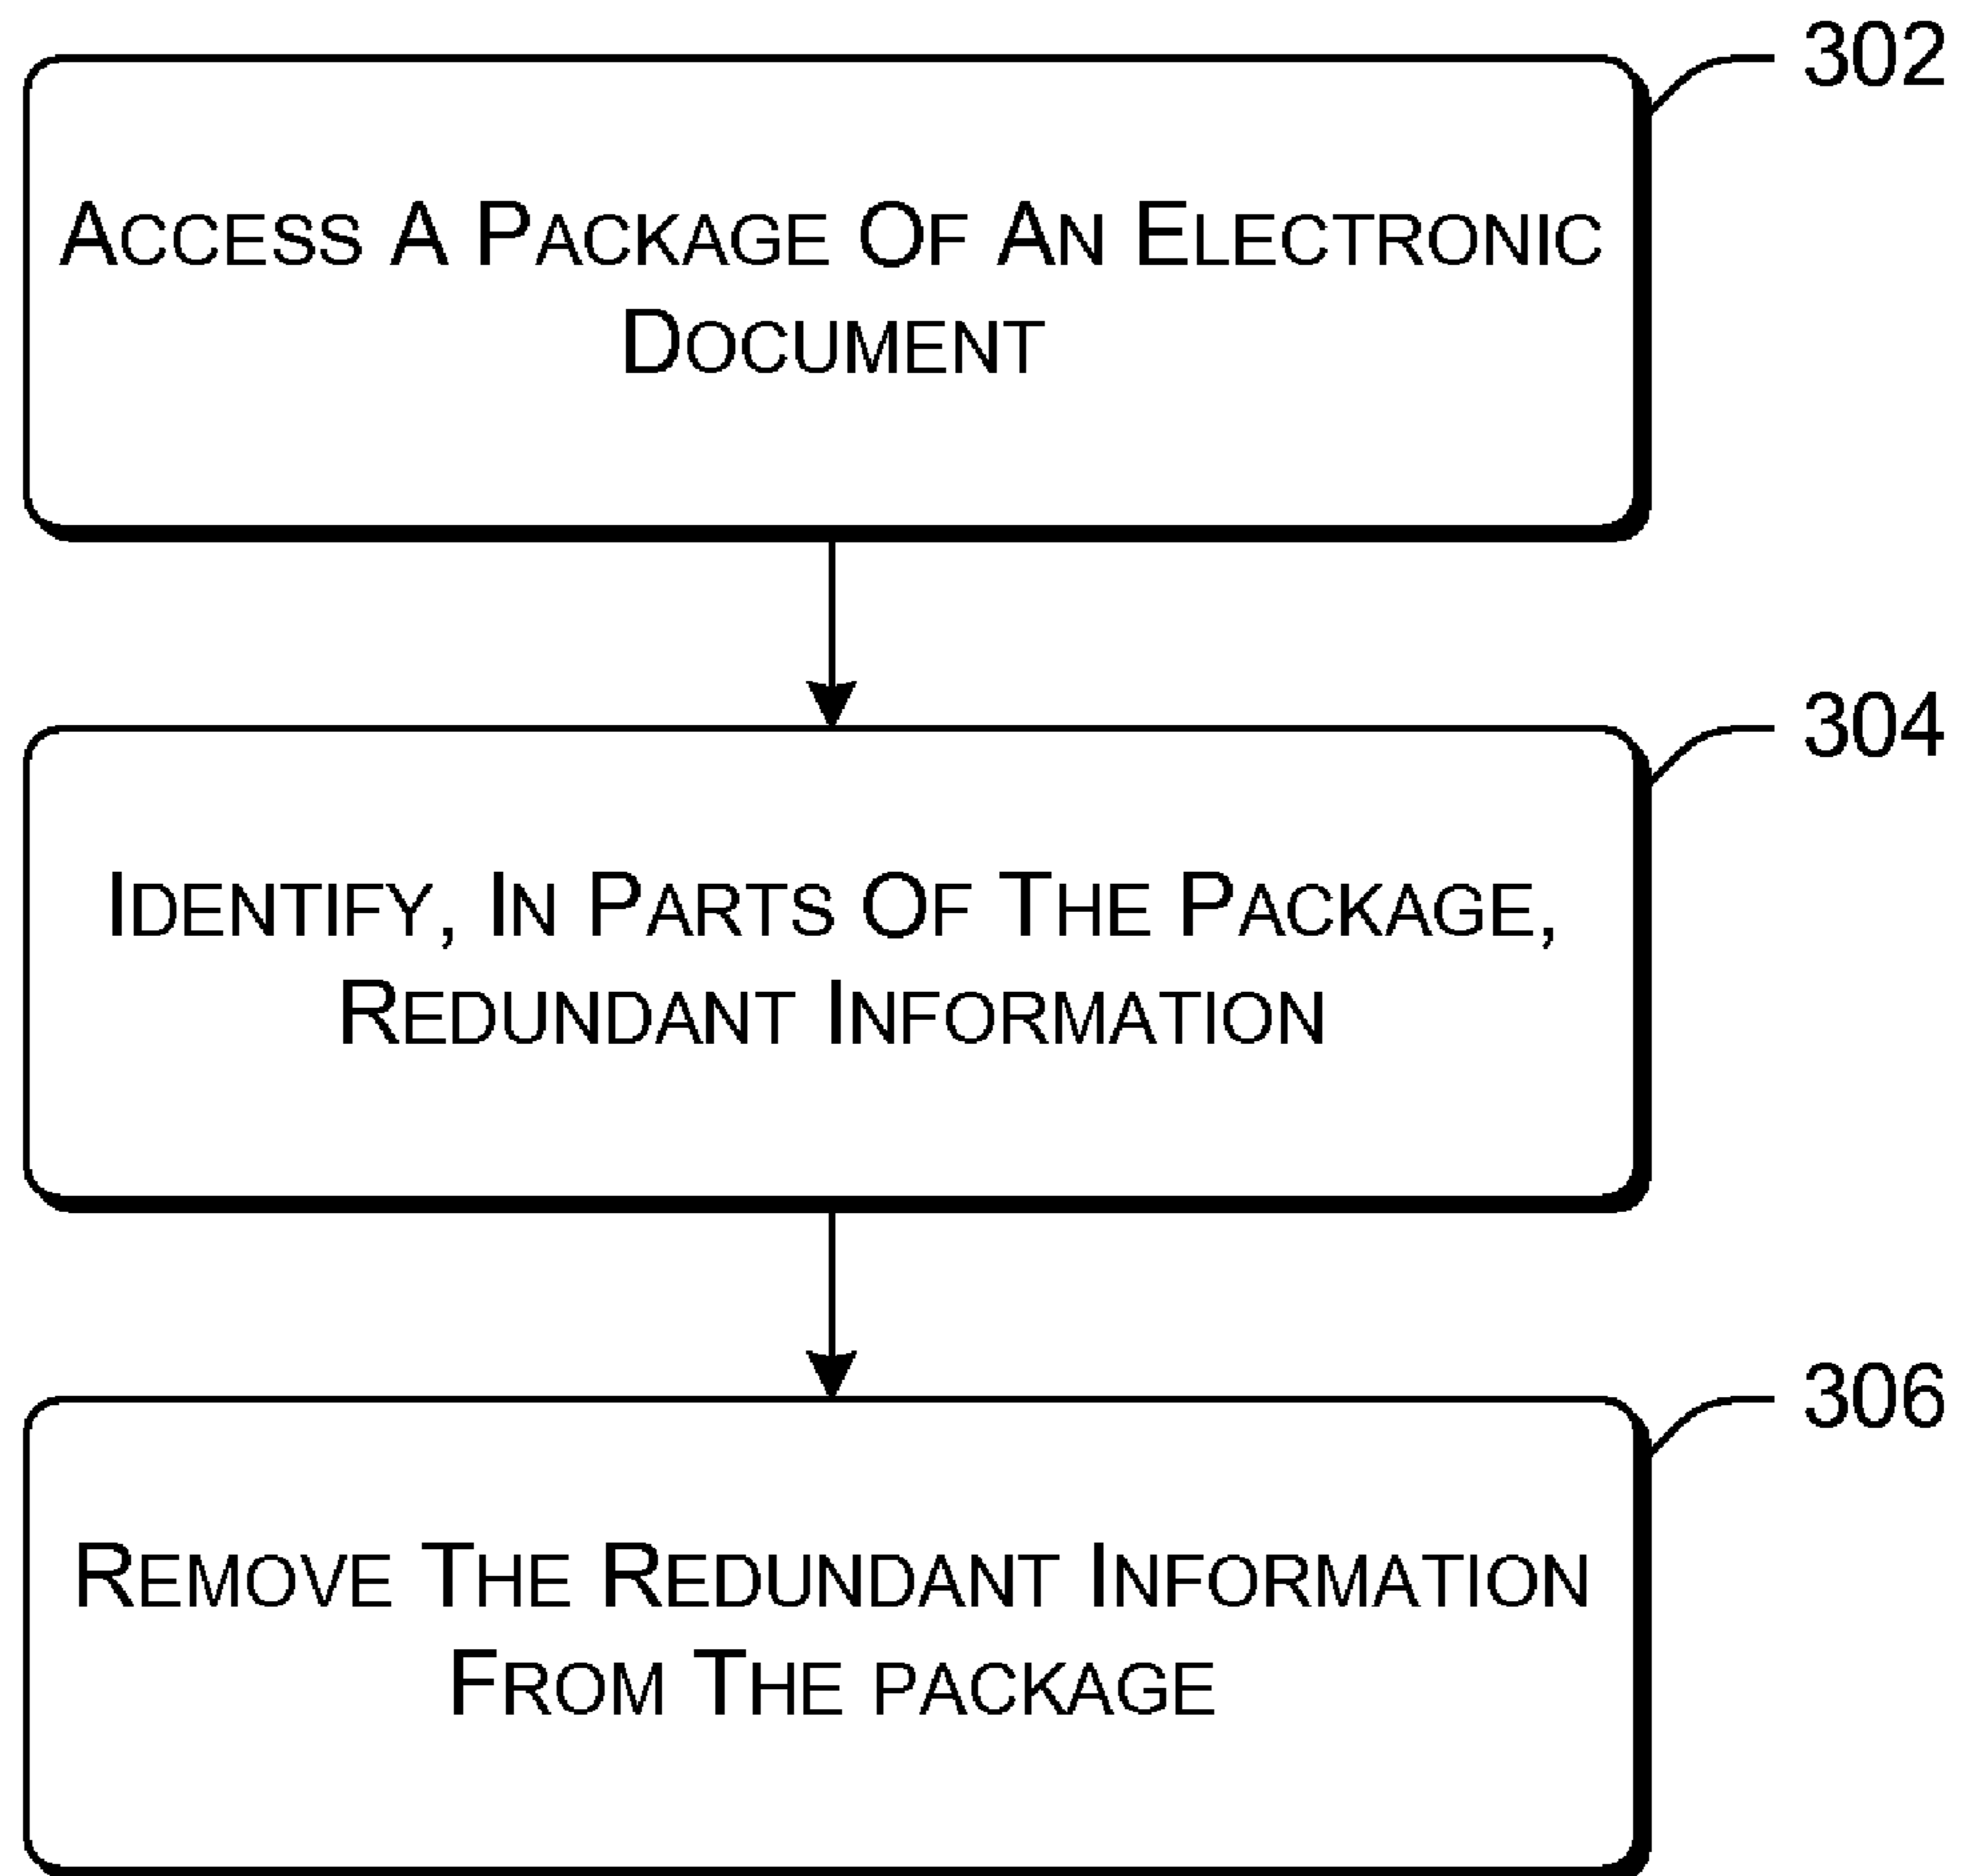 302
Access A Package Of An Electronic
Document
304
Identify, In Parts Of The Package,
Redundant Information
306
Remove The Redundant Information
From The package